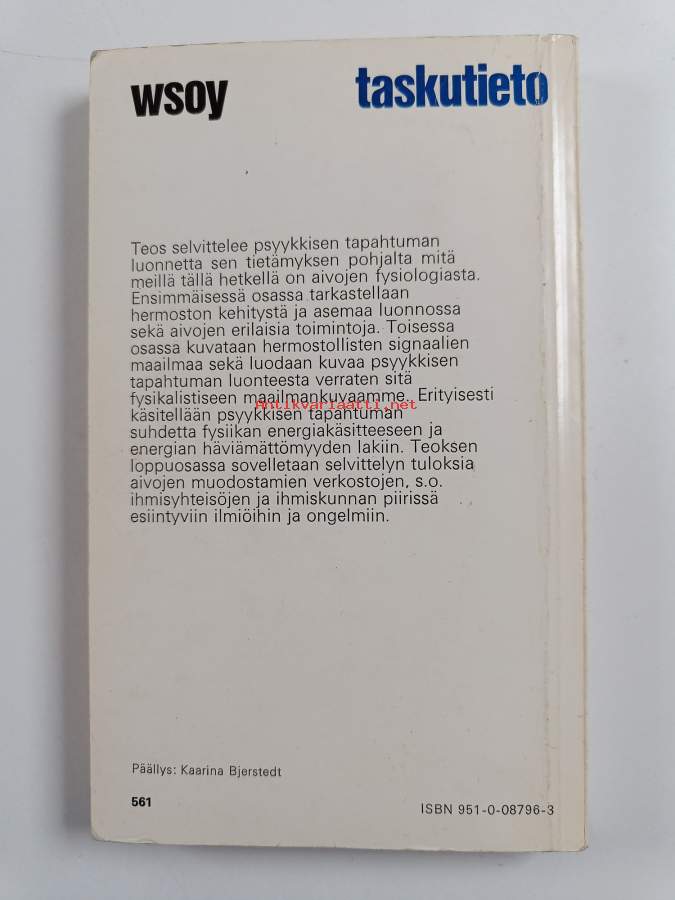 wsoy taskutieto
Teos selvittelee psyykkisen tapahtuman
luonnetta sen tietämyksen pohjalta mitä
meillä tällä hetkellä on aivojen fysiologiasta.
Ensimmäisessä osassa tarkastellaan
hermoston kehitystä ja asemaa luonnossa
sekä aivojen erilaisia toimintoja. Toisessa
osassa kuvataan hermostollisten signaalien
maailmaa sekä luodaan kuvaa psyykkisen
tapahtuman luonteesta verraten sitä
fysikalistiseen maailmankuvaamme. Erityisesti
Antikvariaatti.net
käsitellään psyykkisen tapahtuman
suhdetta fysiikan energiakäsitteeseen ja
energian häviämättömyyden lakiin. Teoksen
loppuosassa sovelletaan selvittelyn tuloksia
aivojen muodostamien verkostojen, s.o.
ihmisyhteisöjen ja ihmiskunnan piirissä
esiintyviin ilmiöihin ja ongelmiin.
Päällys: Kaarina Bjerstedt
561
ISBN 951-0-08796-3